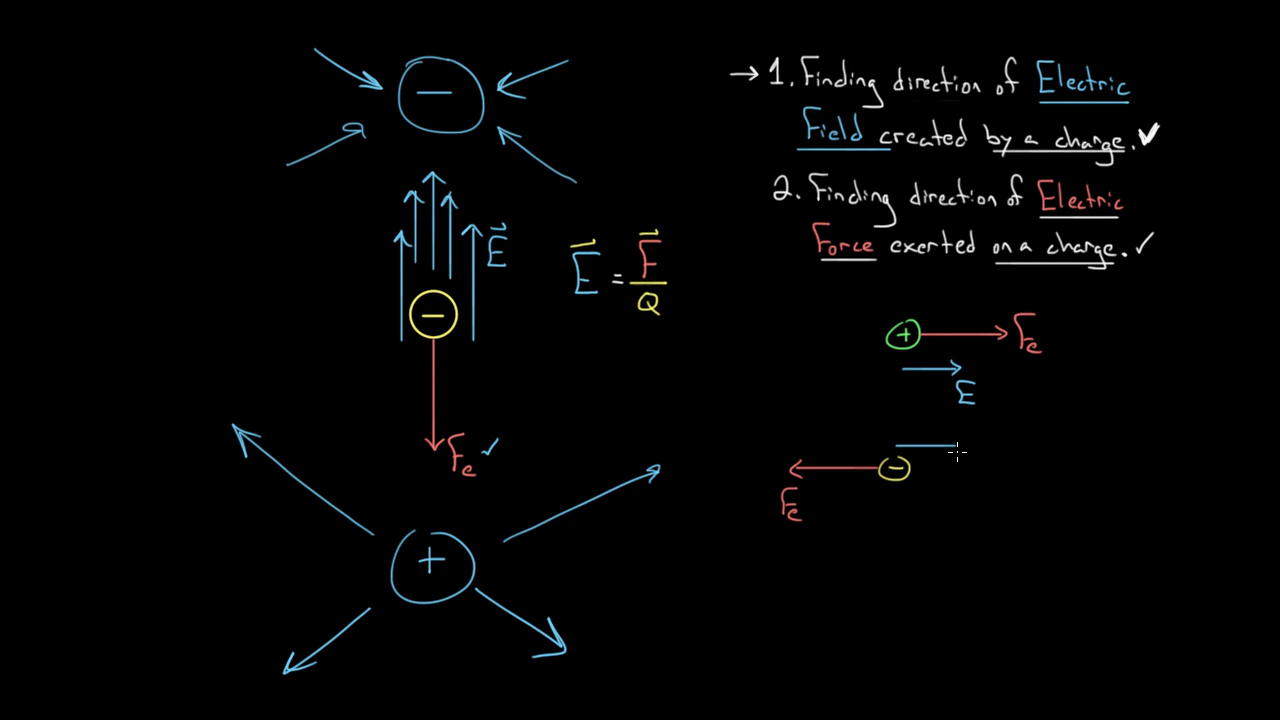 → 1. Finding direction of Electric
Field created by a charge. ✓
2. Finding direction of Electric
Force exerted on a charge. ✓
−
E
E = F/Q
−
Fe ✓
+
+
Fe
E
−
Fe